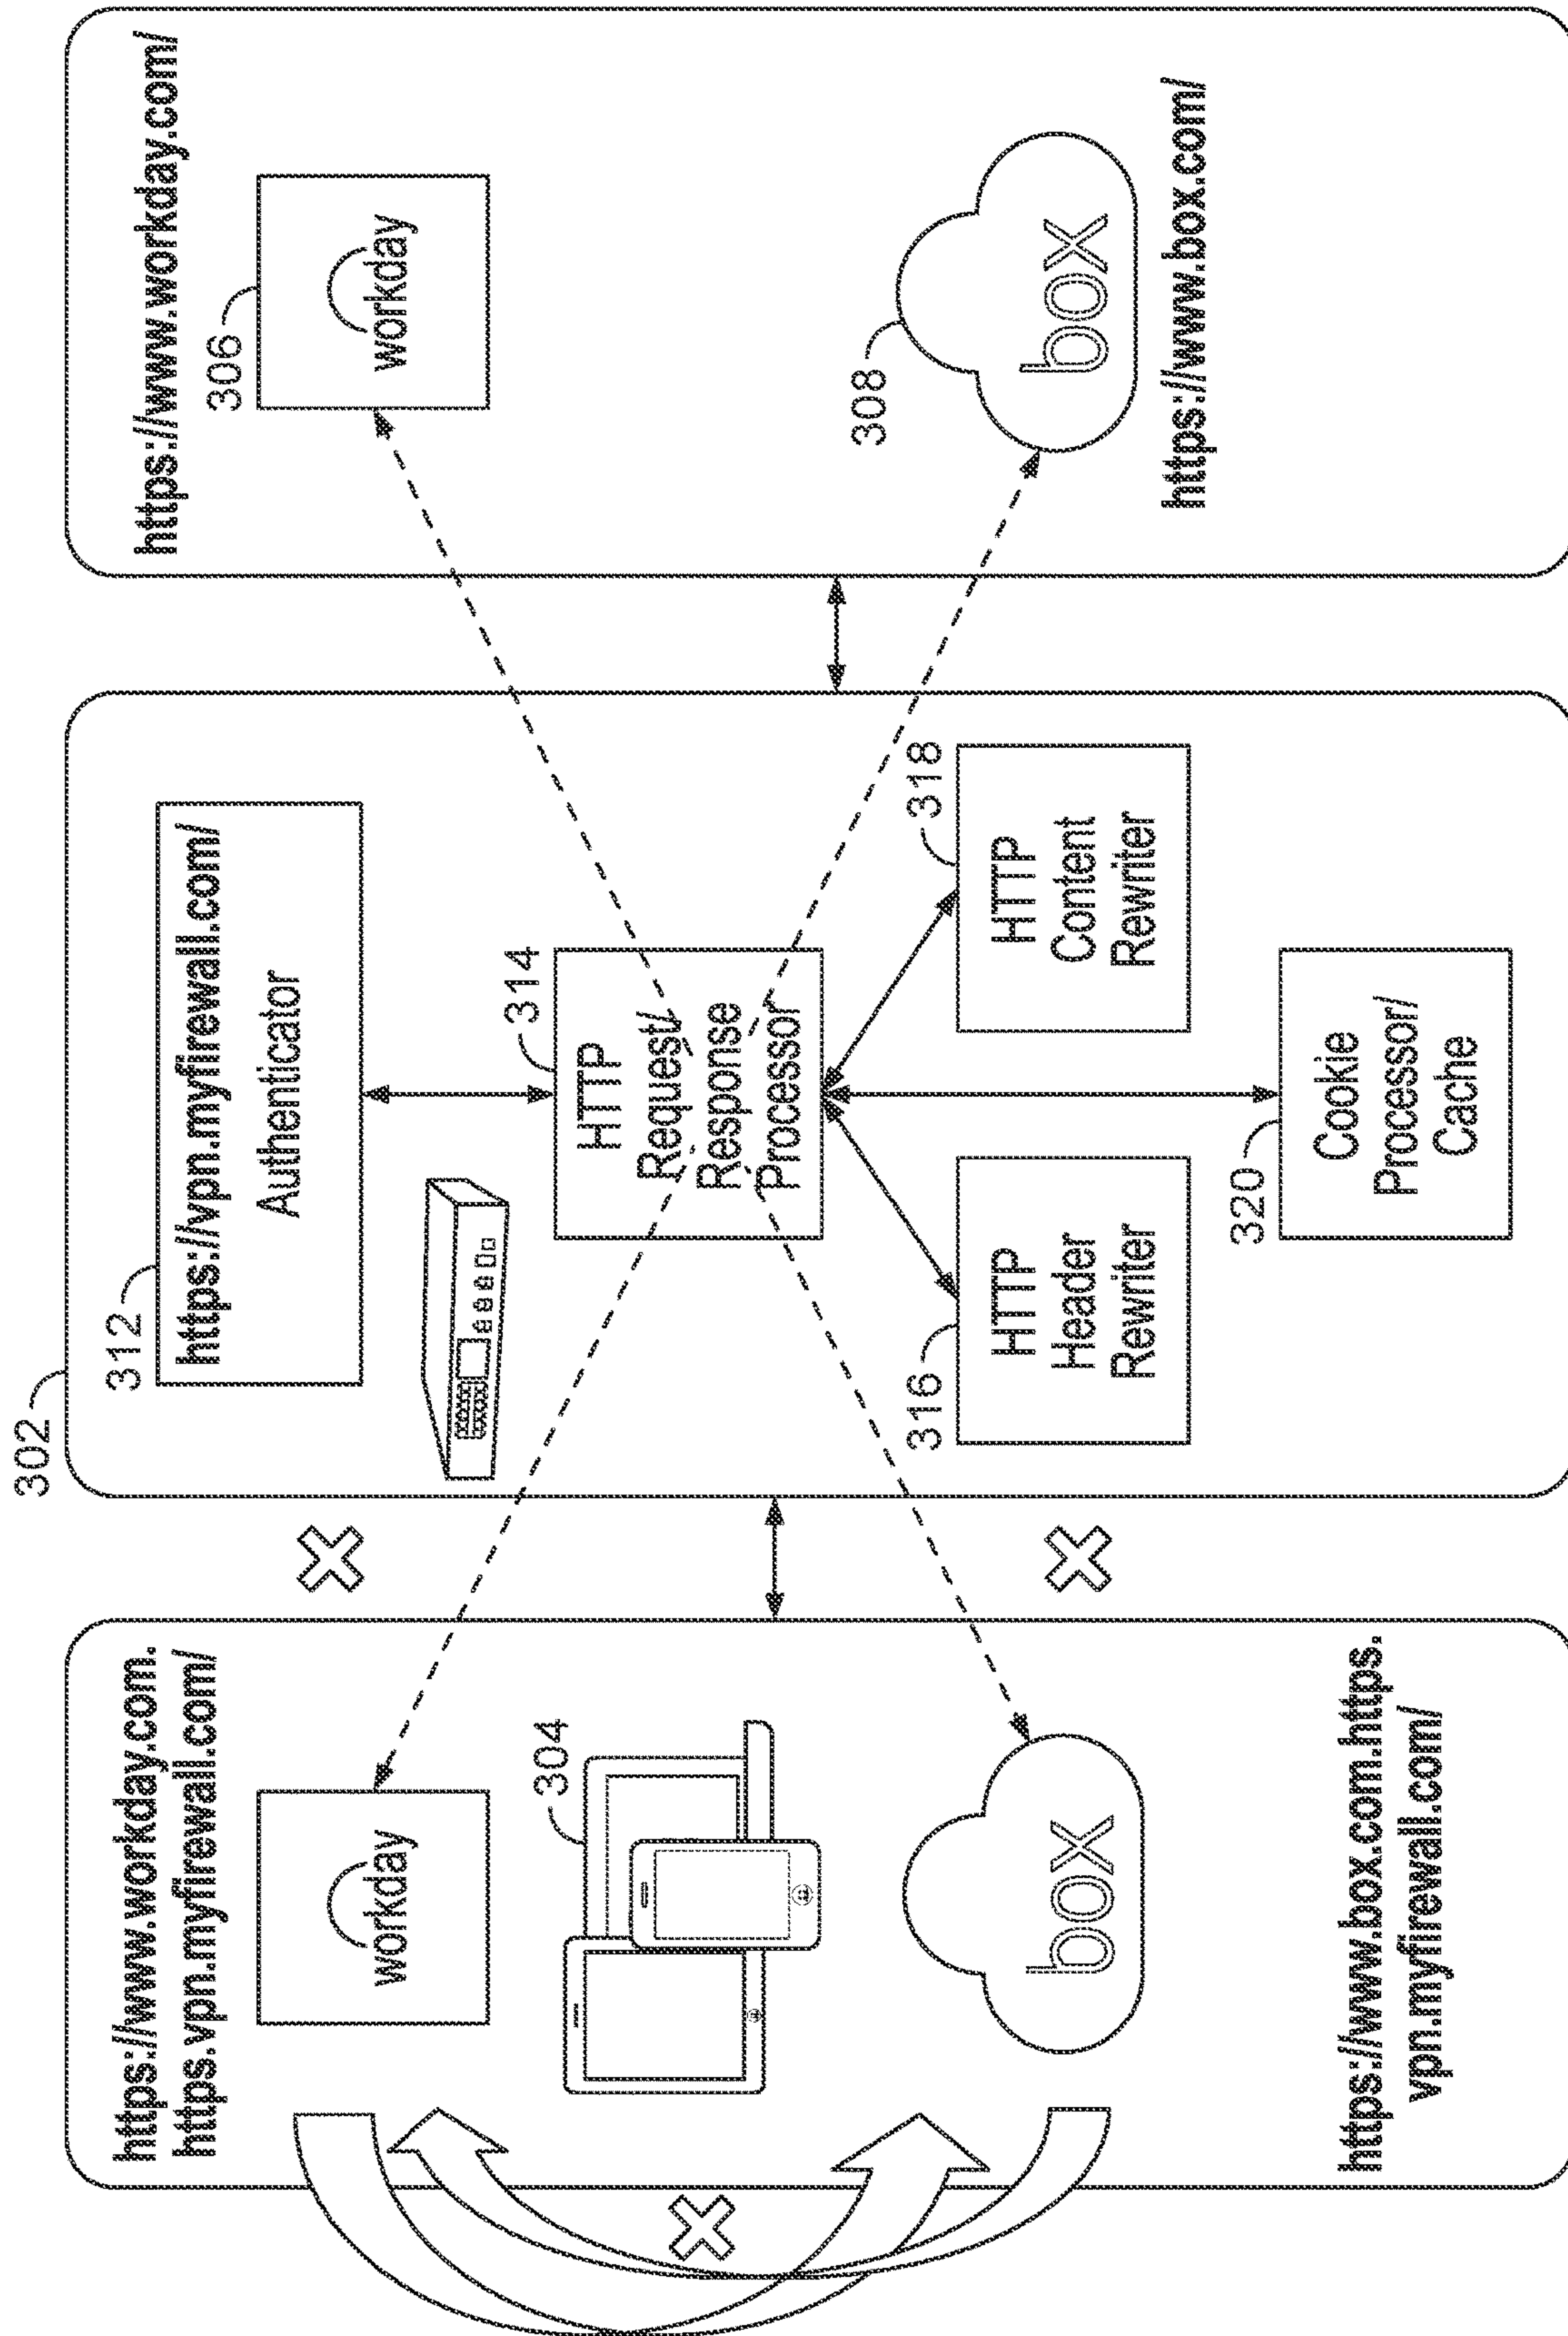 https://www.workday.com.
https.vpn.myfirewall.com/
workday
304
box
https://www.box.com.https.
vpn.myfirewall.com/
302
312
https://vpn.myfirewall.com/
Authenticator
314
HTTP
Request/
Response
Processor
316
HTTP
Header
Rewriter
318
HTTP
Content
Rewriter
320
Cookie
Processor/
Cache
https://www.workday.com/
306
workday
308
box
https://www.box.com/